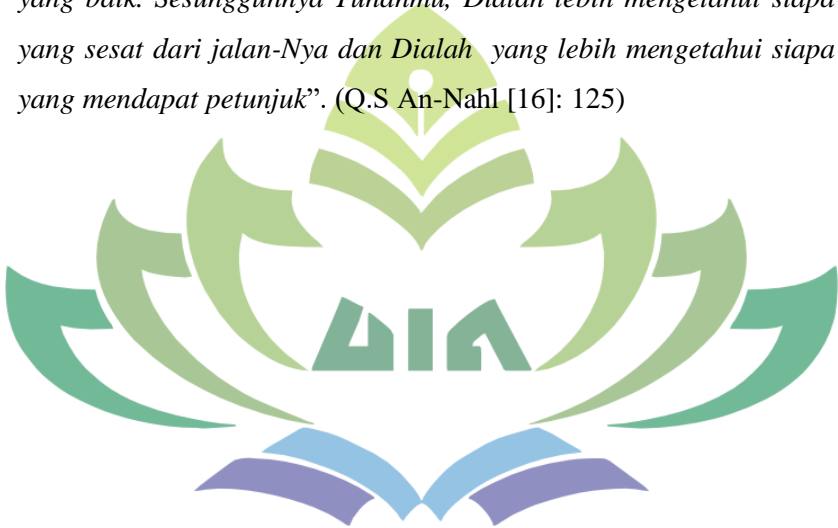 yang baik. Sesungguhnya Tuhanmu, Dialah lebih mengetahui siapa
yang sesat dari jalan-Nya dan Dialah yang lebih mengetahui siapa
yang mendapat petunjuk”. (Q.S An-Nahl [16]: 125)
UIN